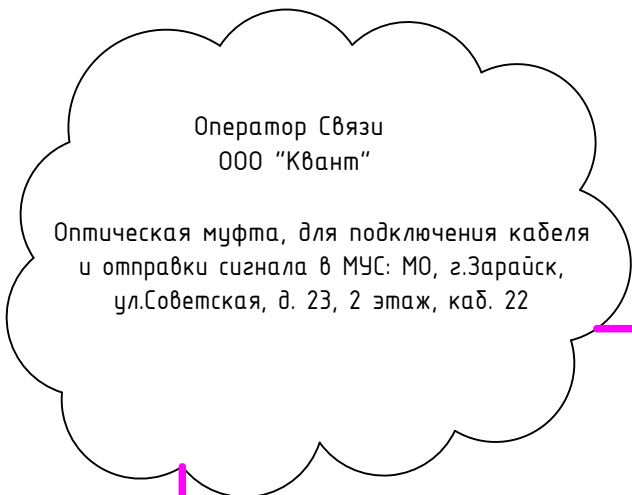 Оператор Связи
ООО "Квант"
Оптическая муфта, для подключения кабеля
и отправки сигнала в МУС: МО, г.Зарайск,
ул.Советская, д. 23, 2 этаж, каб. 22